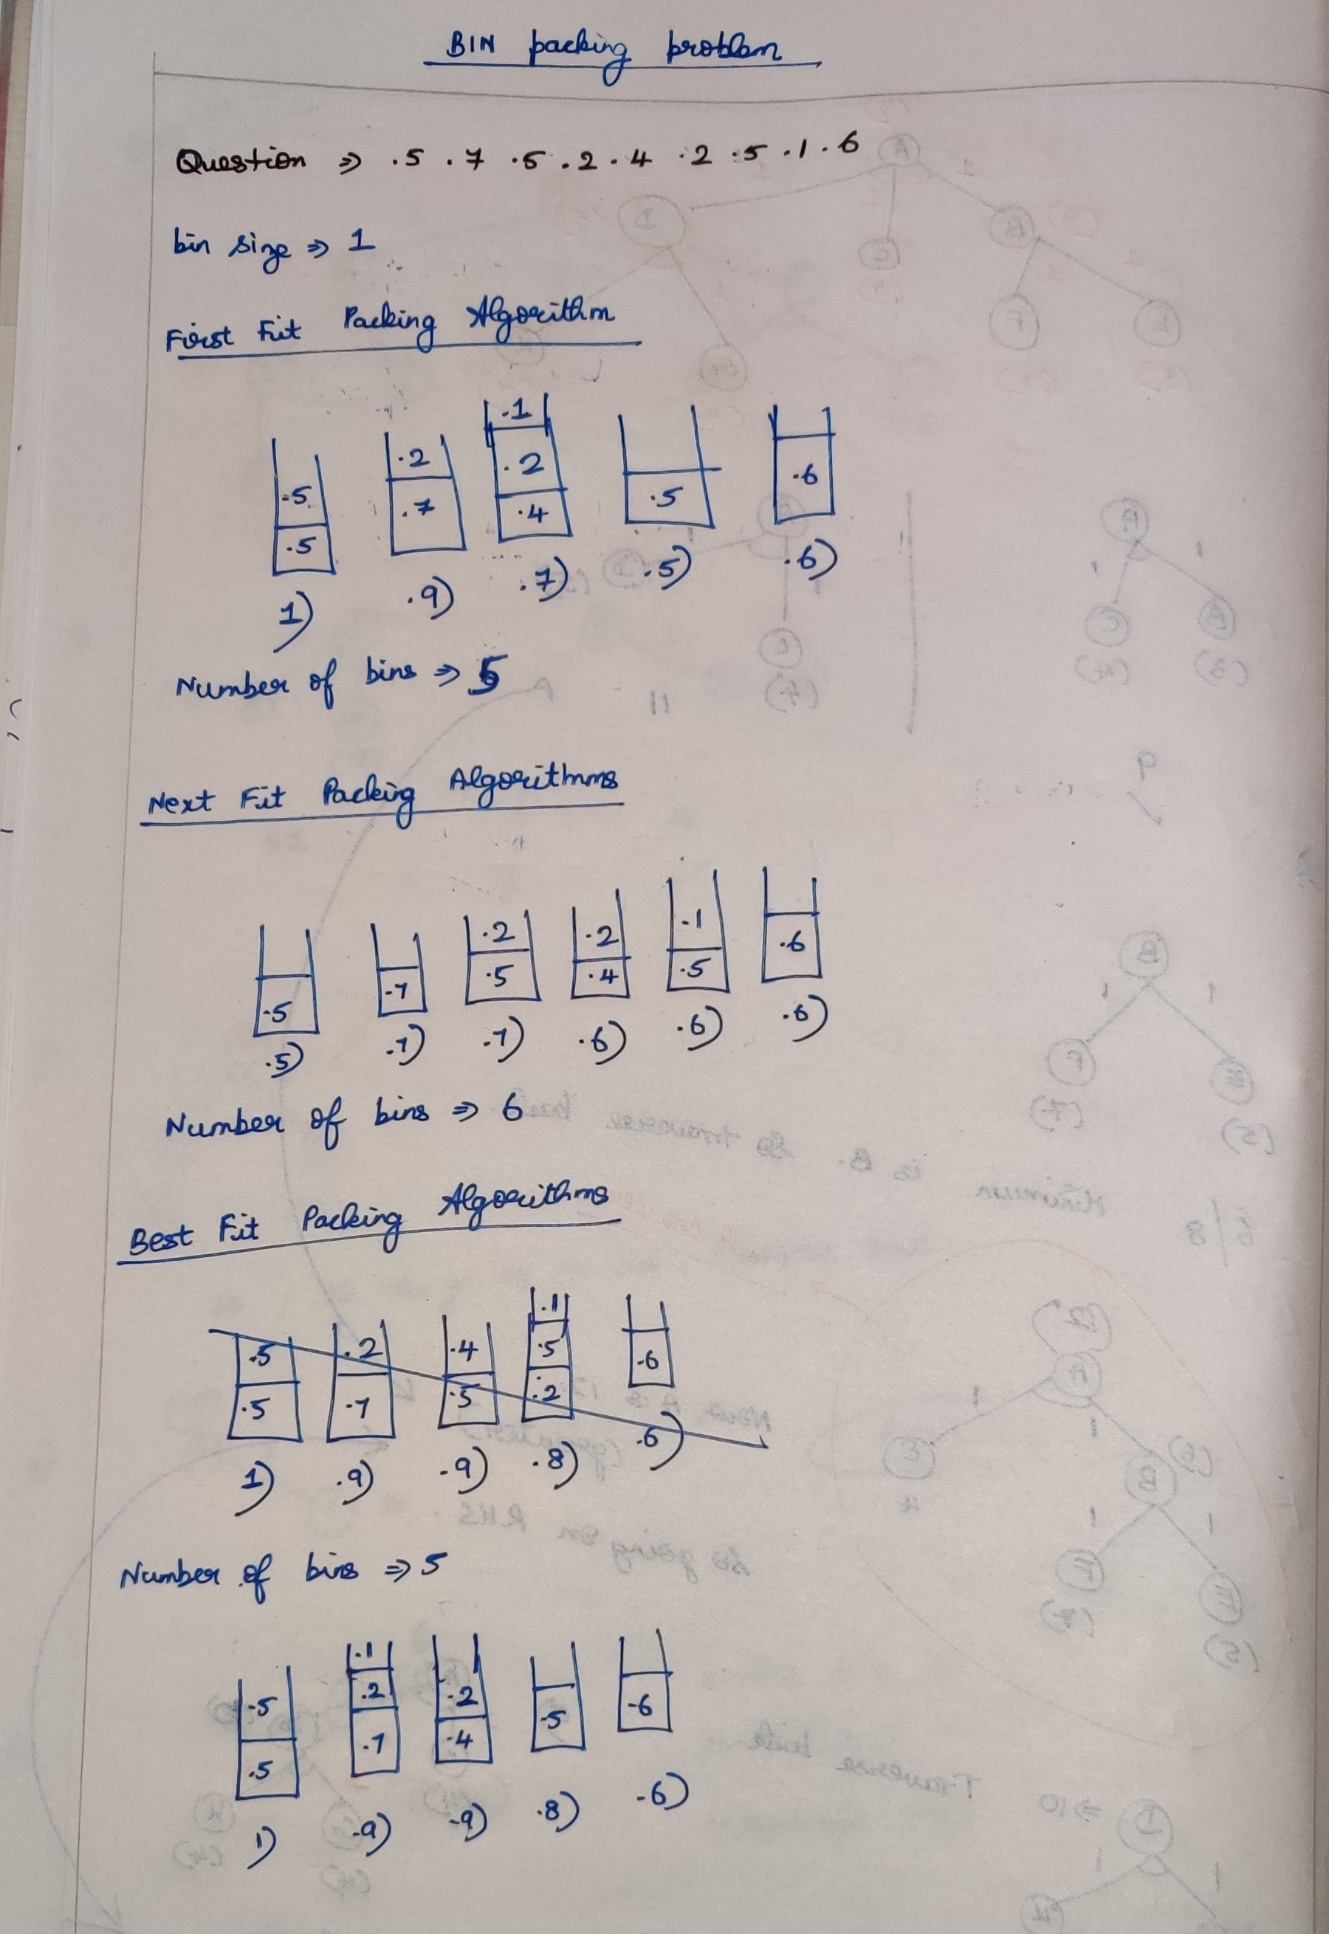 BIN packing problem
Question ⇒ .5 .7 .5 .2 .4 .2 .5 .1 .6
bin size ⇒ 1
First Fit Packing Algorithm
.5 .2 .1 .5 .6
.5 .7 .2
.4
1) .9) .7) .5) .6)
Number of bins ⇒ 5
Next Fit Packing Algorithmms
.5 .7 .2 .2 .1 .6
.5 .4 .5
.5) .7) .7) .6) .6) .6)
Number of bins ⇒ 6
Best Fit Packing Algorithms
.5 .2 .4 .1 .6
.5 .7 .5 .5
.2
1) .9) .9) .8) .6)
Number of bins ⇒ 5
.5 .1 .2 .5 .6
.5 .2 .4
.7
1) .9) .9) .8) .6)